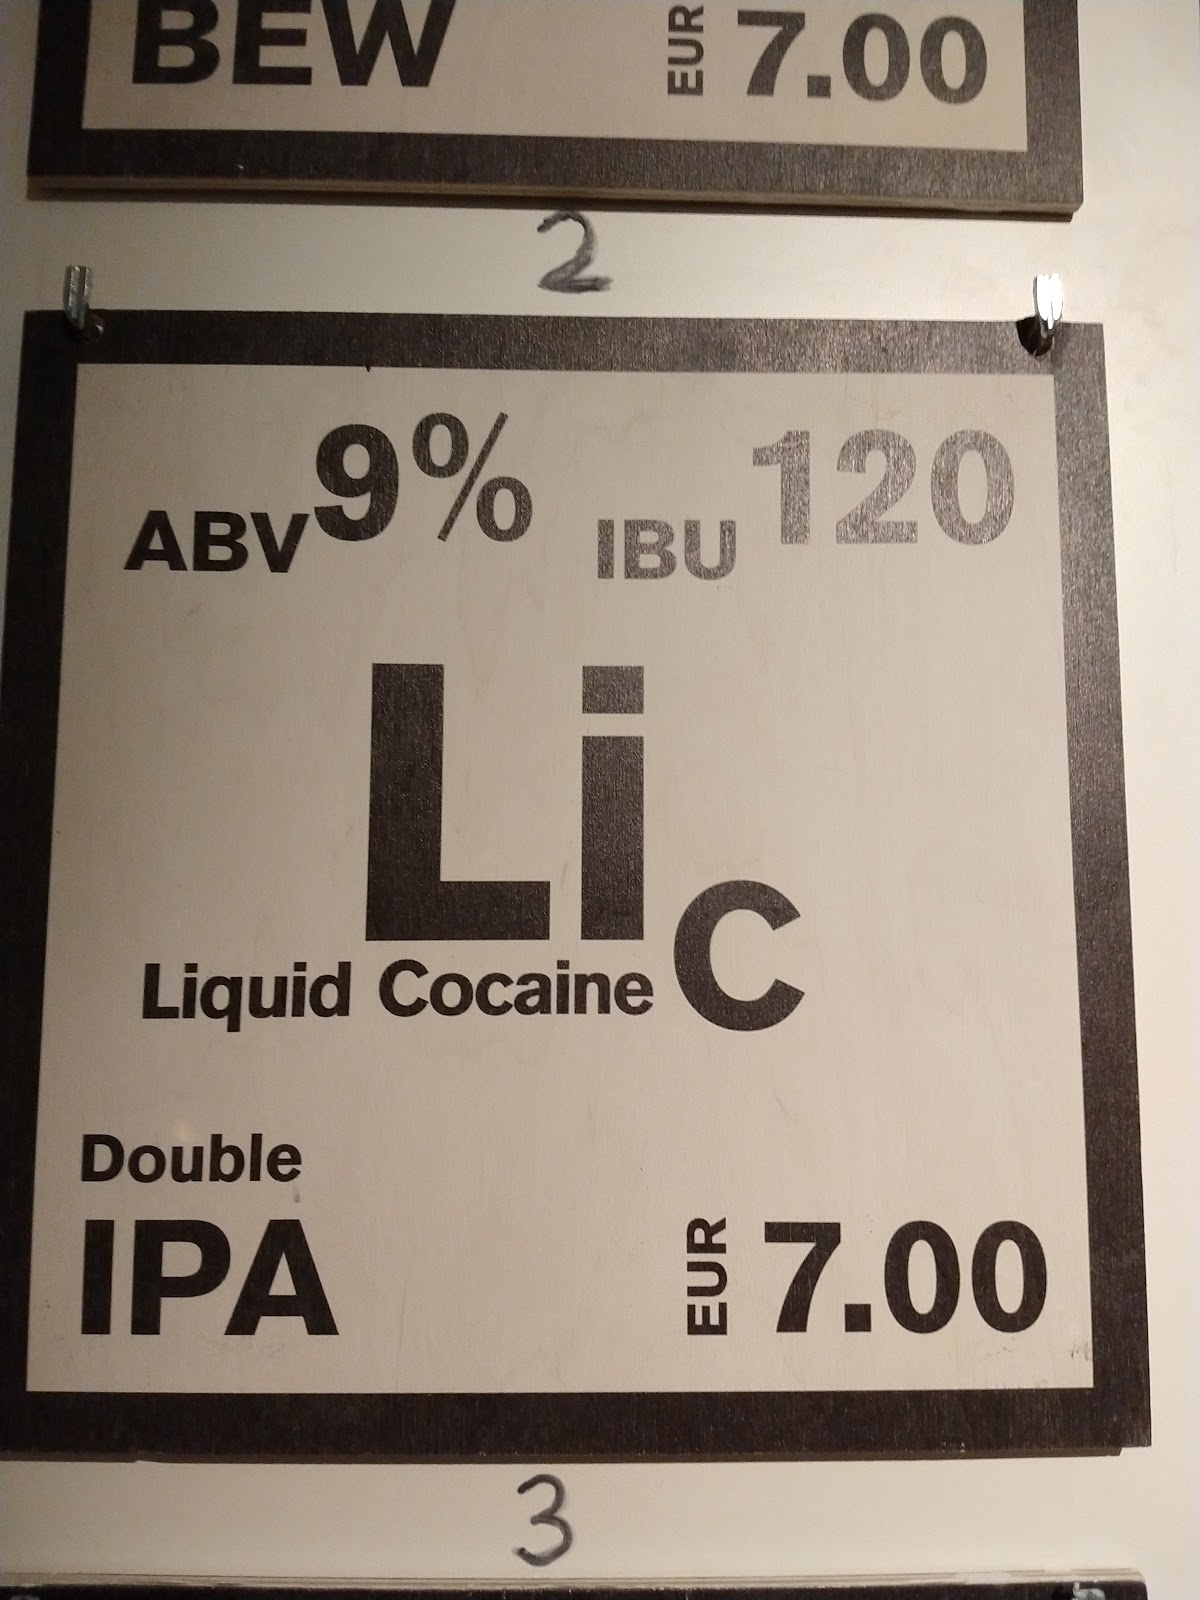 BEW EUR 7.00
2
ABV 9% IBU 120
Li
Liquid Cocaine C
Double
IPA EUR 7.00
3